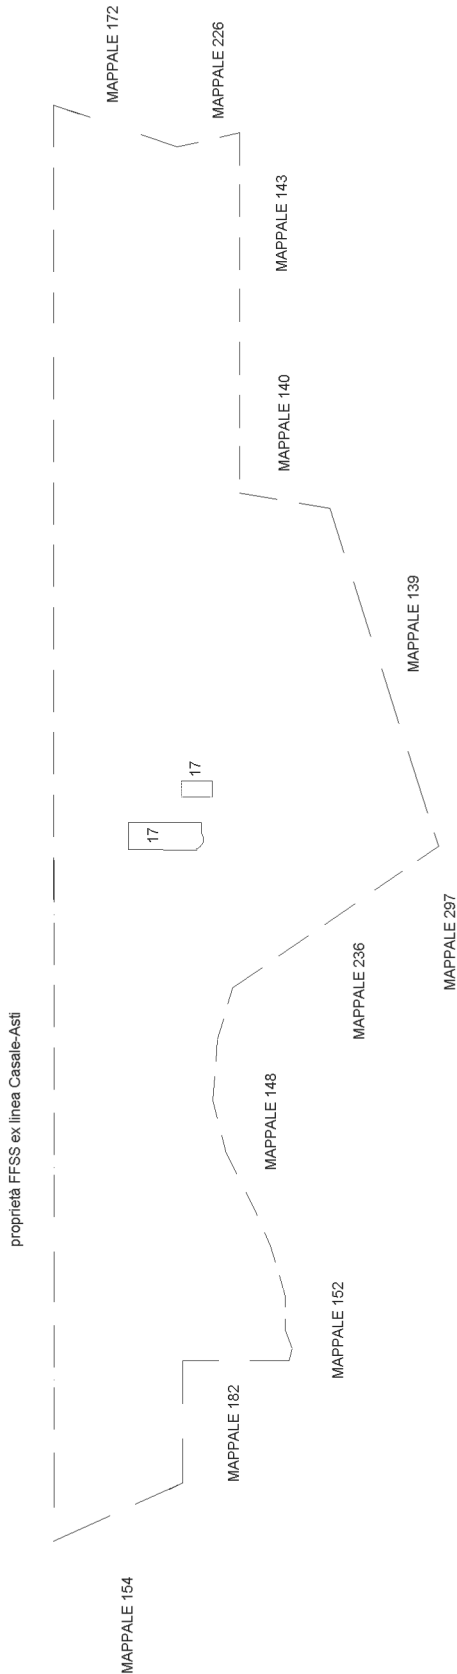 proprietà FFSS ex linea Casale-Asti
MAPPALE 154
MAPPALE 182
MAPPALE 152
MAPPALE 148
MAPPALE 236
MAPPALE 297
17
17
MAPPALE 139
MAPPALE 140
MAPPALE 143
MAPPALE 226
MAPPALE 172